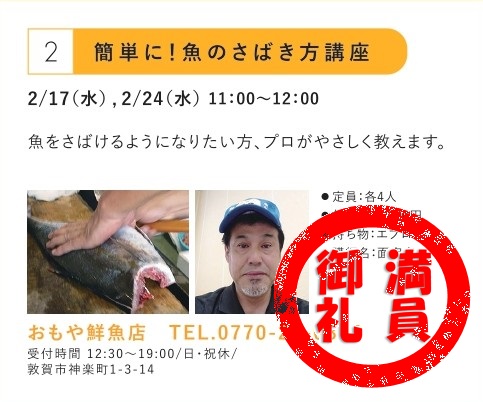 2 簡単に！魚のさばき方講座
2/17（水）, 2/24（水） 11：00〜12：00
魚をさばけるようになりたい方、プロがやさしく教えます。
● 定員：各4人
持ち物：エプロ
名：面
満員
御礼
おもや鮮魚店 TEL.0770-2
受付時間 12:30〜19:00/日・祝休/
敦賀市神楽町1-3-14